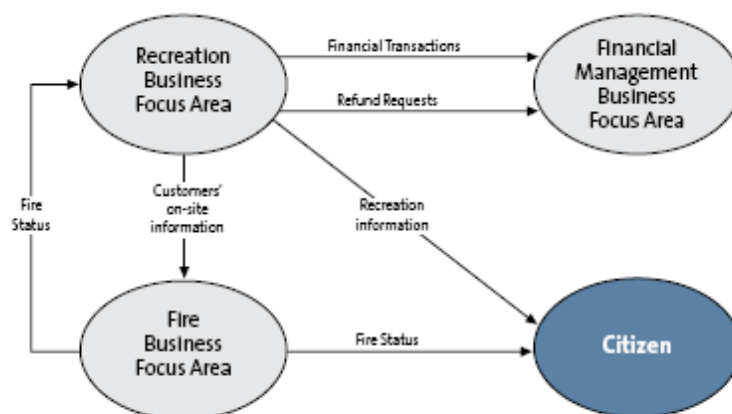 Recreation
Business
Focus Area
Financial Transactions
Refund Requests
Financial
Management
Business
Focus Area
Fire
Status
Customers'
on-site
information
Recreation
information
Fire
Business
Focus Area
Fire Status
Citizen